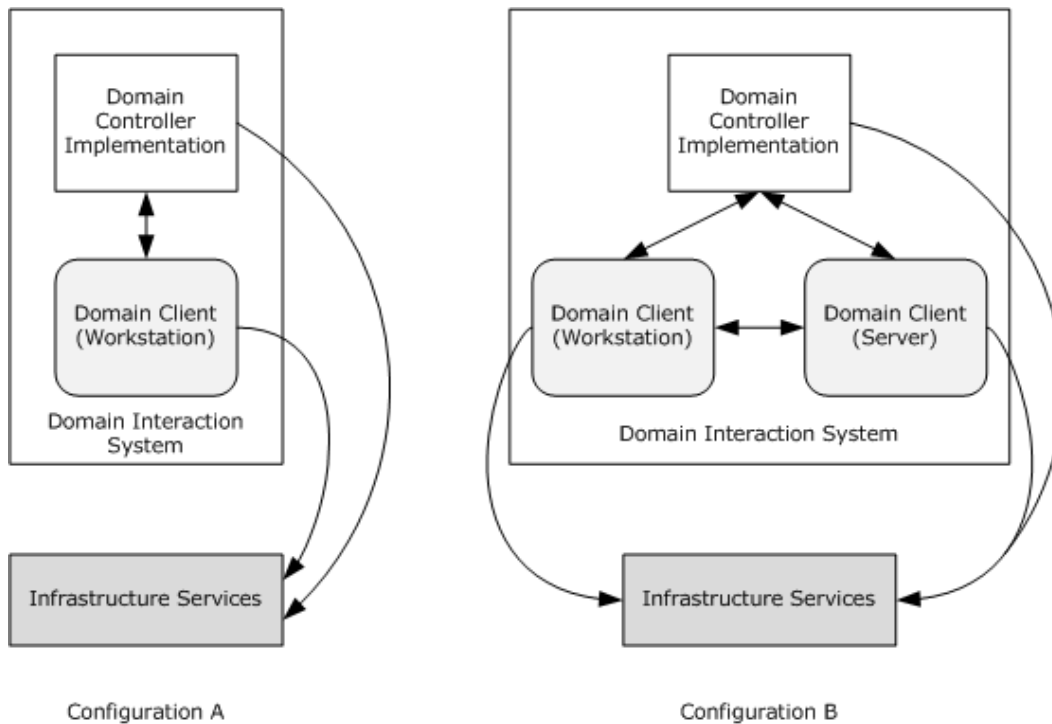 Domain
Controller
Implementation
Domain Client
(Workstation)
Domain Interaction
System
Infrastructure Services
Configuration A
Domain
Controller
Implementation
Domain Client
(Workstation)
Domain Client
(Server)
Domain Interaction System
Infrastructure Services
Configuration B